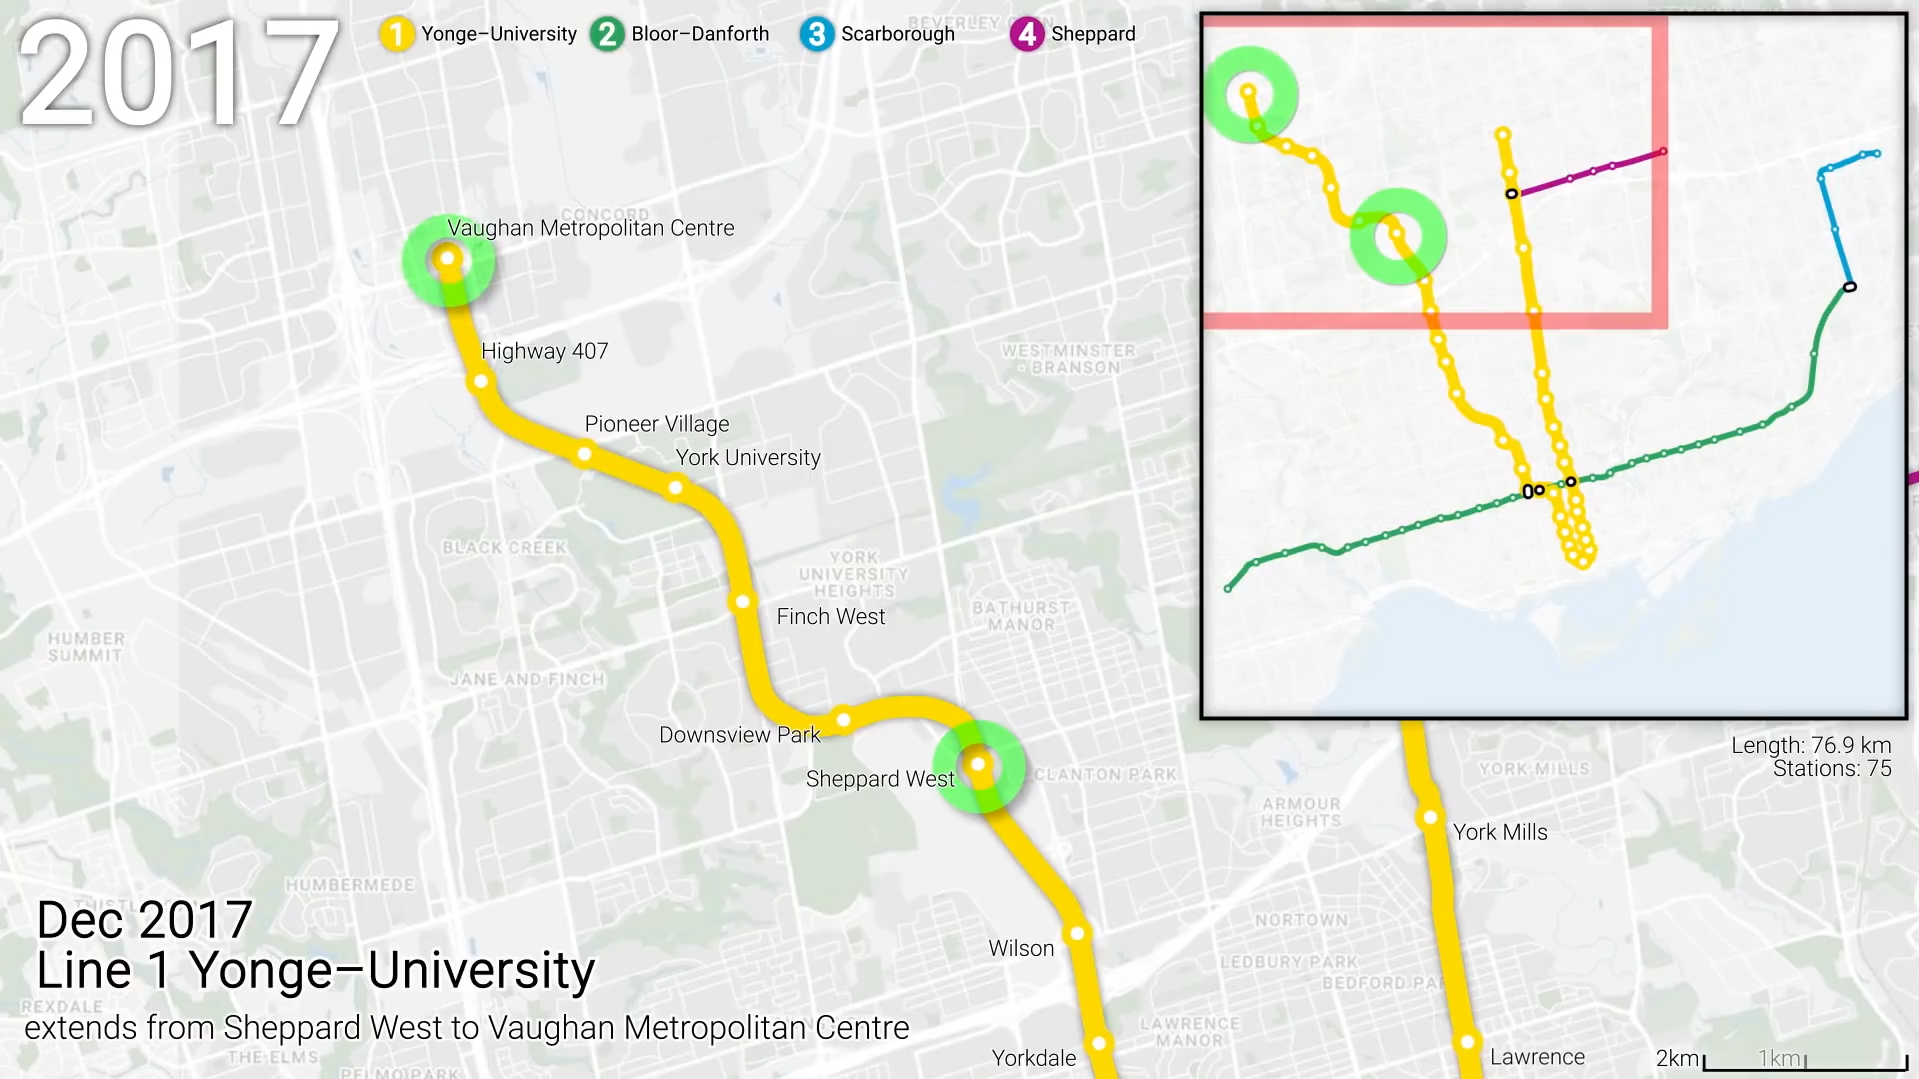 2017
1 Yonge–University
2 Bloor–Danforth
3 Scarborough
4 Sheppard
CONCORD
Vaughan Metropolitan Centre
Highway 407
WESTMINSTER
- BRANSON
Pioneer Village
York University
BLACK CREEK
YORK
UNIVERSITY
HEIGHTS
Finch West
BATHURST
MANOR
HUMBER
SUMMIT
JANE AND FINCH
Downsview Park
Sheppard West
CLANTON PARK
Length: 76.9 km
Stations: 75
YORK MILLS
ARMOUR
HEIGHTS
York Mills
HUMBERMEDE
Dec 2017
Line 1 Yonge–University
extends from Sheppard West to Vaughan Metropolitan Centre
NORTOWN
Wilson
LEDBURY PARK
REXDALE
LAWRENCE
MANOR
THE ELMS
Yorkdale
Lawrence
2km
1km
PELMO PARK